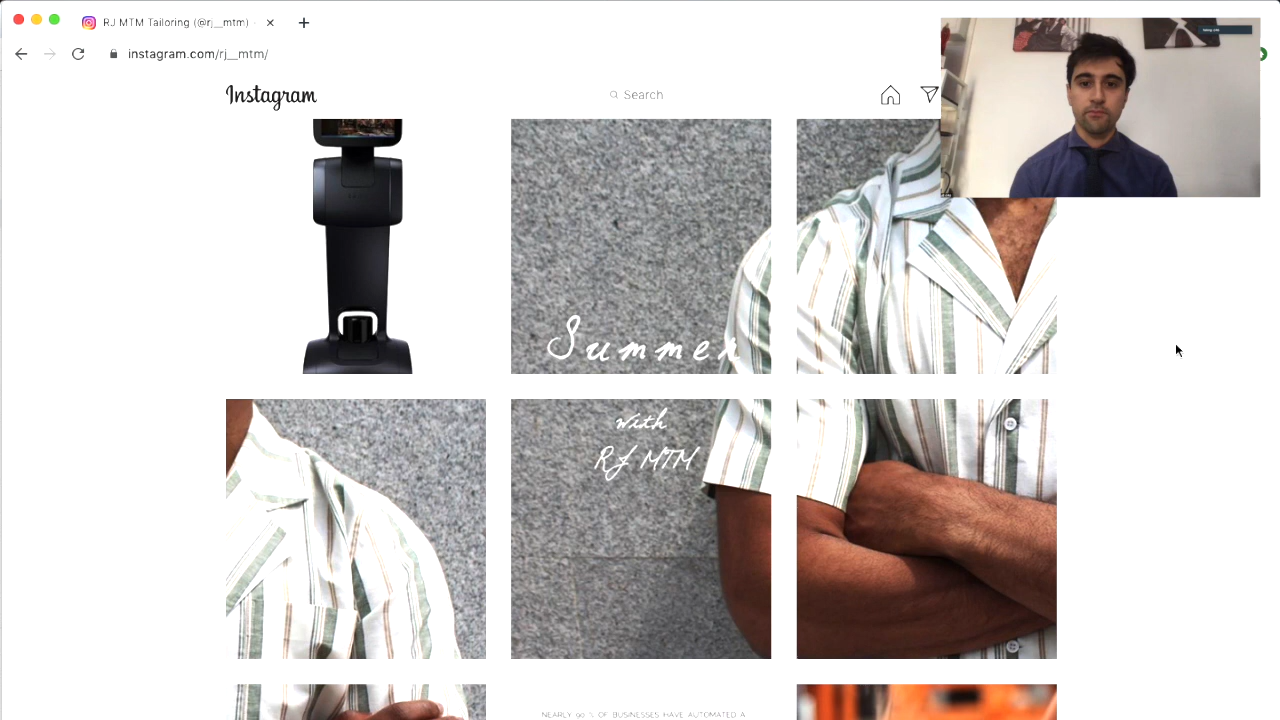 RJ MTM Tailoring (@rj__mtm)
instagram.com/rj__mtm/
Instagram
Search
Summer
with
RJ MTM
NEARLY 90 % OF BUSINESSES HAVE AUTOMATED A